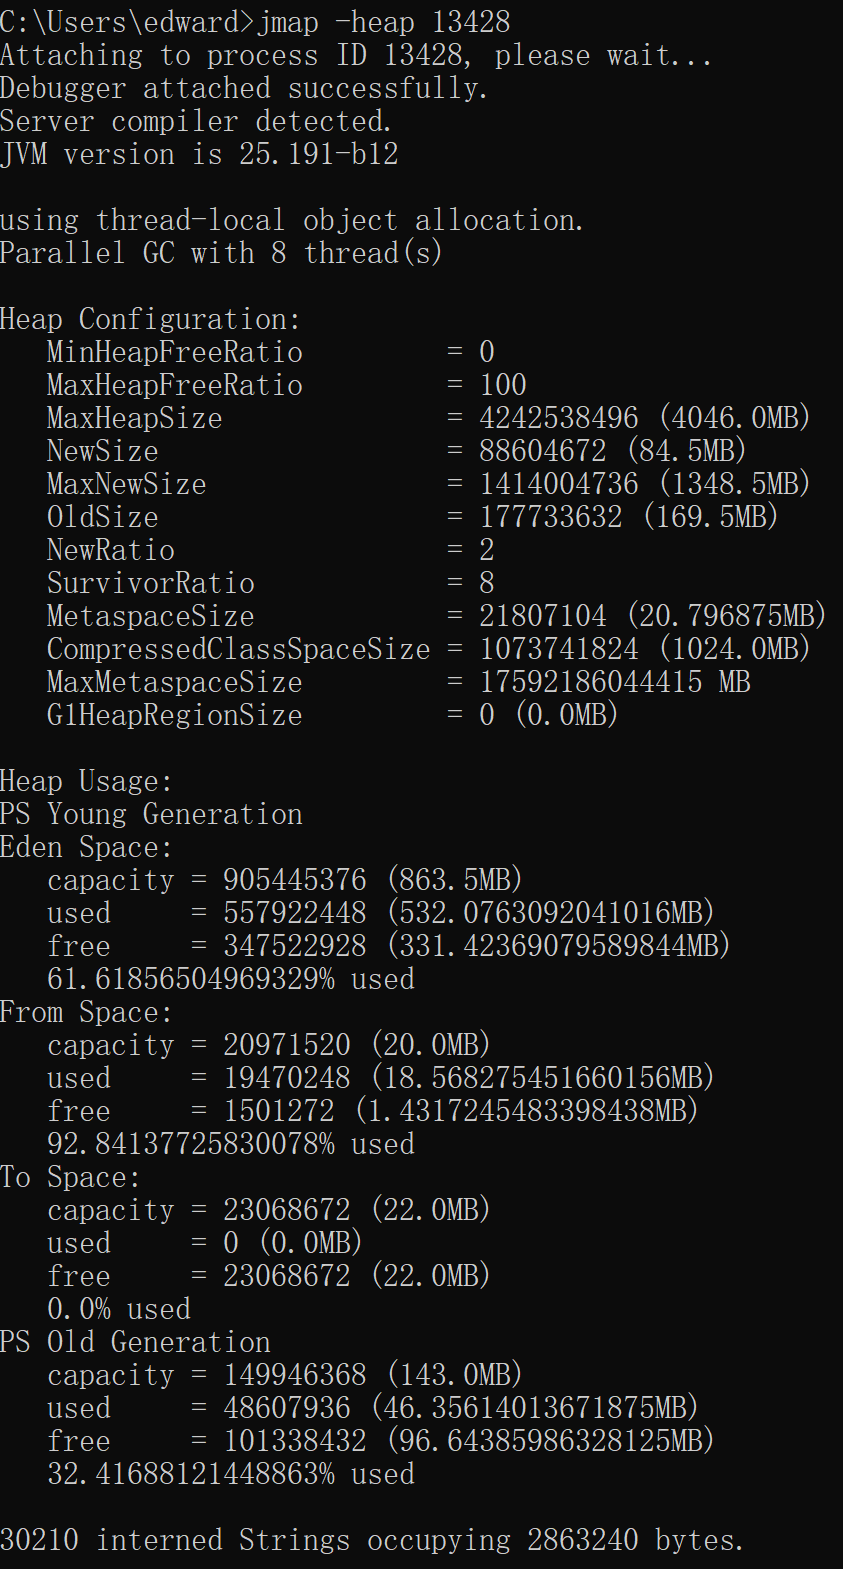 C:\Users\edward>jmap -heap 13428
Attaching to process ID 13428, please wait...
Debugger attached successfully.
Server compiler detected.
JVM version is 25.191-b12
using thread-local object allocation.
Parallel GC with 8 thread(s)
Heap Configuration:
MinHeapFreeRatio = 0
MaxHeapFreeRatio = 100
MaxHeapSize = 4242538496 (4046.0MB)
NewSize = 88604672 (84.5MB)
MaxNewSize = 1414004736 (1348.5MB)
OldSize = 177733632 (169.5MB)
NewRatio = 2
SurvivorRatio = 8
MetaspaceSize = 21807104 (20.796875MB)
CompressedClassSpaceSize = 1073741824 (1024.0MB)
MaxMetaspaceSize = 17592186044415 MB
G1HeapRegionSize = 0 (0.0MB)
Heap Usage:
PS Young Generation
Eden Space:
capacity = 905445376 (863.5MB)
used = 557922448 (532.0763092041016MB)
free = 347522928 (331.42369079589844MB)
61.61856504969329% used
From Space:
capacity = 20971520 (20.0MB)
used = 19470248 (18.568275451660156MB)
free = 1501272 (1.4317245483398438MB)
92.84137725830078% used
To Space:
capacity = 23068672 (22.0MB)
used = 0 (0.0MB)
free = 23068672 (22.0MB)
0.0% used
PS Old Generation
capacity = 149946368 (143.0MB)
used = 48607936 (46.35614013671875MB)
free = 101338432 (96.64385986328125MB)
32.41688121448863% used
30210 interned Strings occupying 2863240 bytes.